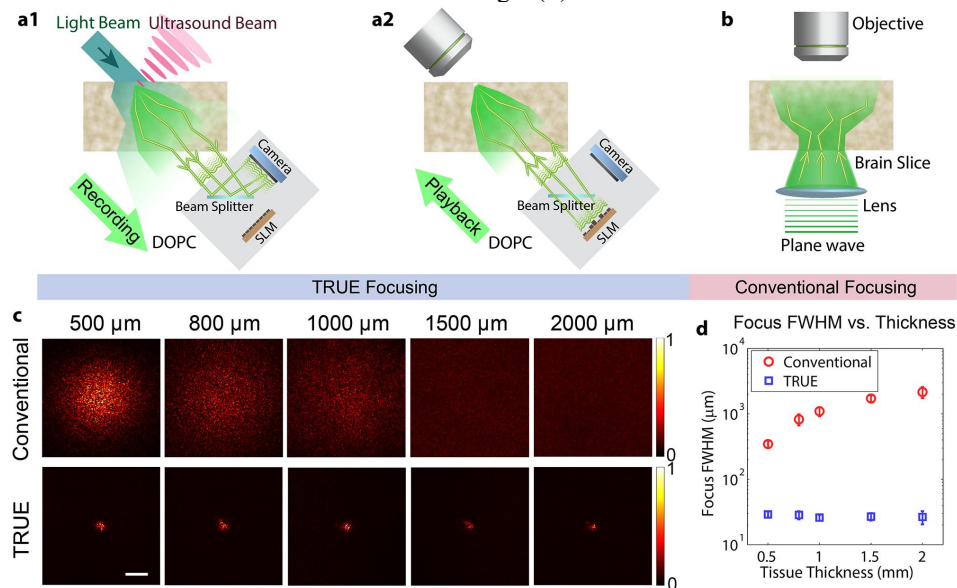 a1
Light Beam
Ultrasound Beam
Recording
DOPC
Beam Splitter
Camera
SLM
a2
Playback
DOPC
Beam Splitter
Camera
SLM
b
Objective
Brain Slice
Lens
Plane wave
TRUE Focusing
Conventional Focusing
c
500 μm 800 μm 1000 μm 1500 μm 2000 μm
Conventional
1
0
TRUE
1
0
d
Focus FWHM vs. Thickness
Conventional
TRUE
Focus FWHM (μm)
10⁴
10³
10²
10¹
0.5 1 1.5 2
Tissue Thickness (mm)